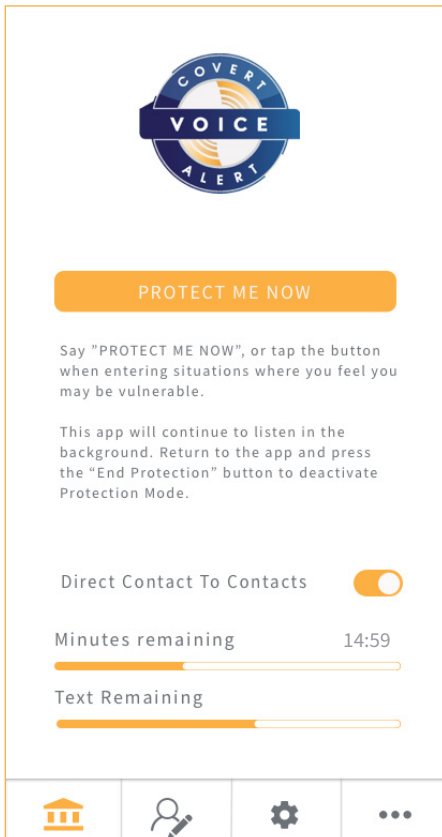 COVERT
VOICE
ALERT
PROTECT ME NOW
Say ”PROTECT ME NOW”, or tap the button
when entering situations where you feel you
may be vulnerable.
This app will continue to listen in the
background. Return to the app and press
the “End Protection” button to deactivate
Protection Mode.
Direct Contact To Contacts
Minutes remaining 14:59
Text Remaining